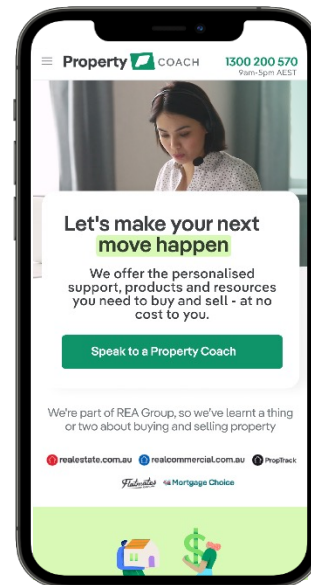 Property COACH
1300 200 570
9am-5pm AEST
Let's make your next
move happen
We offer the personalised
support, products and resources
you need to buy and sell - at no
cost to you.
Speak to a Property Coach
We're part of REA Group, so we've learnt a thing
or two about buying and selling property
realestate.com.au realcommercial.com.au PropTrack
Flatmates Mortgage Choice